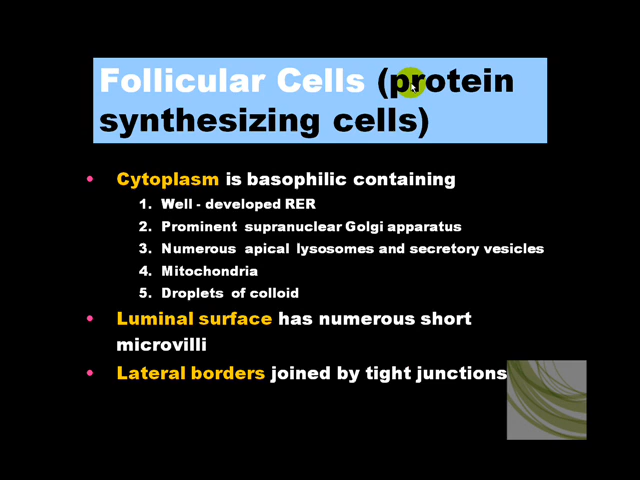 Follicular Cells (protein
synthesizing cells)
• Cytoplasm is basophilic containing
1. Well - developed RER
2. Prominent supranuclear Golgi apparatus
3. Numerous apical lysosomes and secretory vesicles
4. Mitochondria
5. Droplets of colloid
• Luminal surface has numerous short
microvilli
• Lateral borders joined by tight junctions